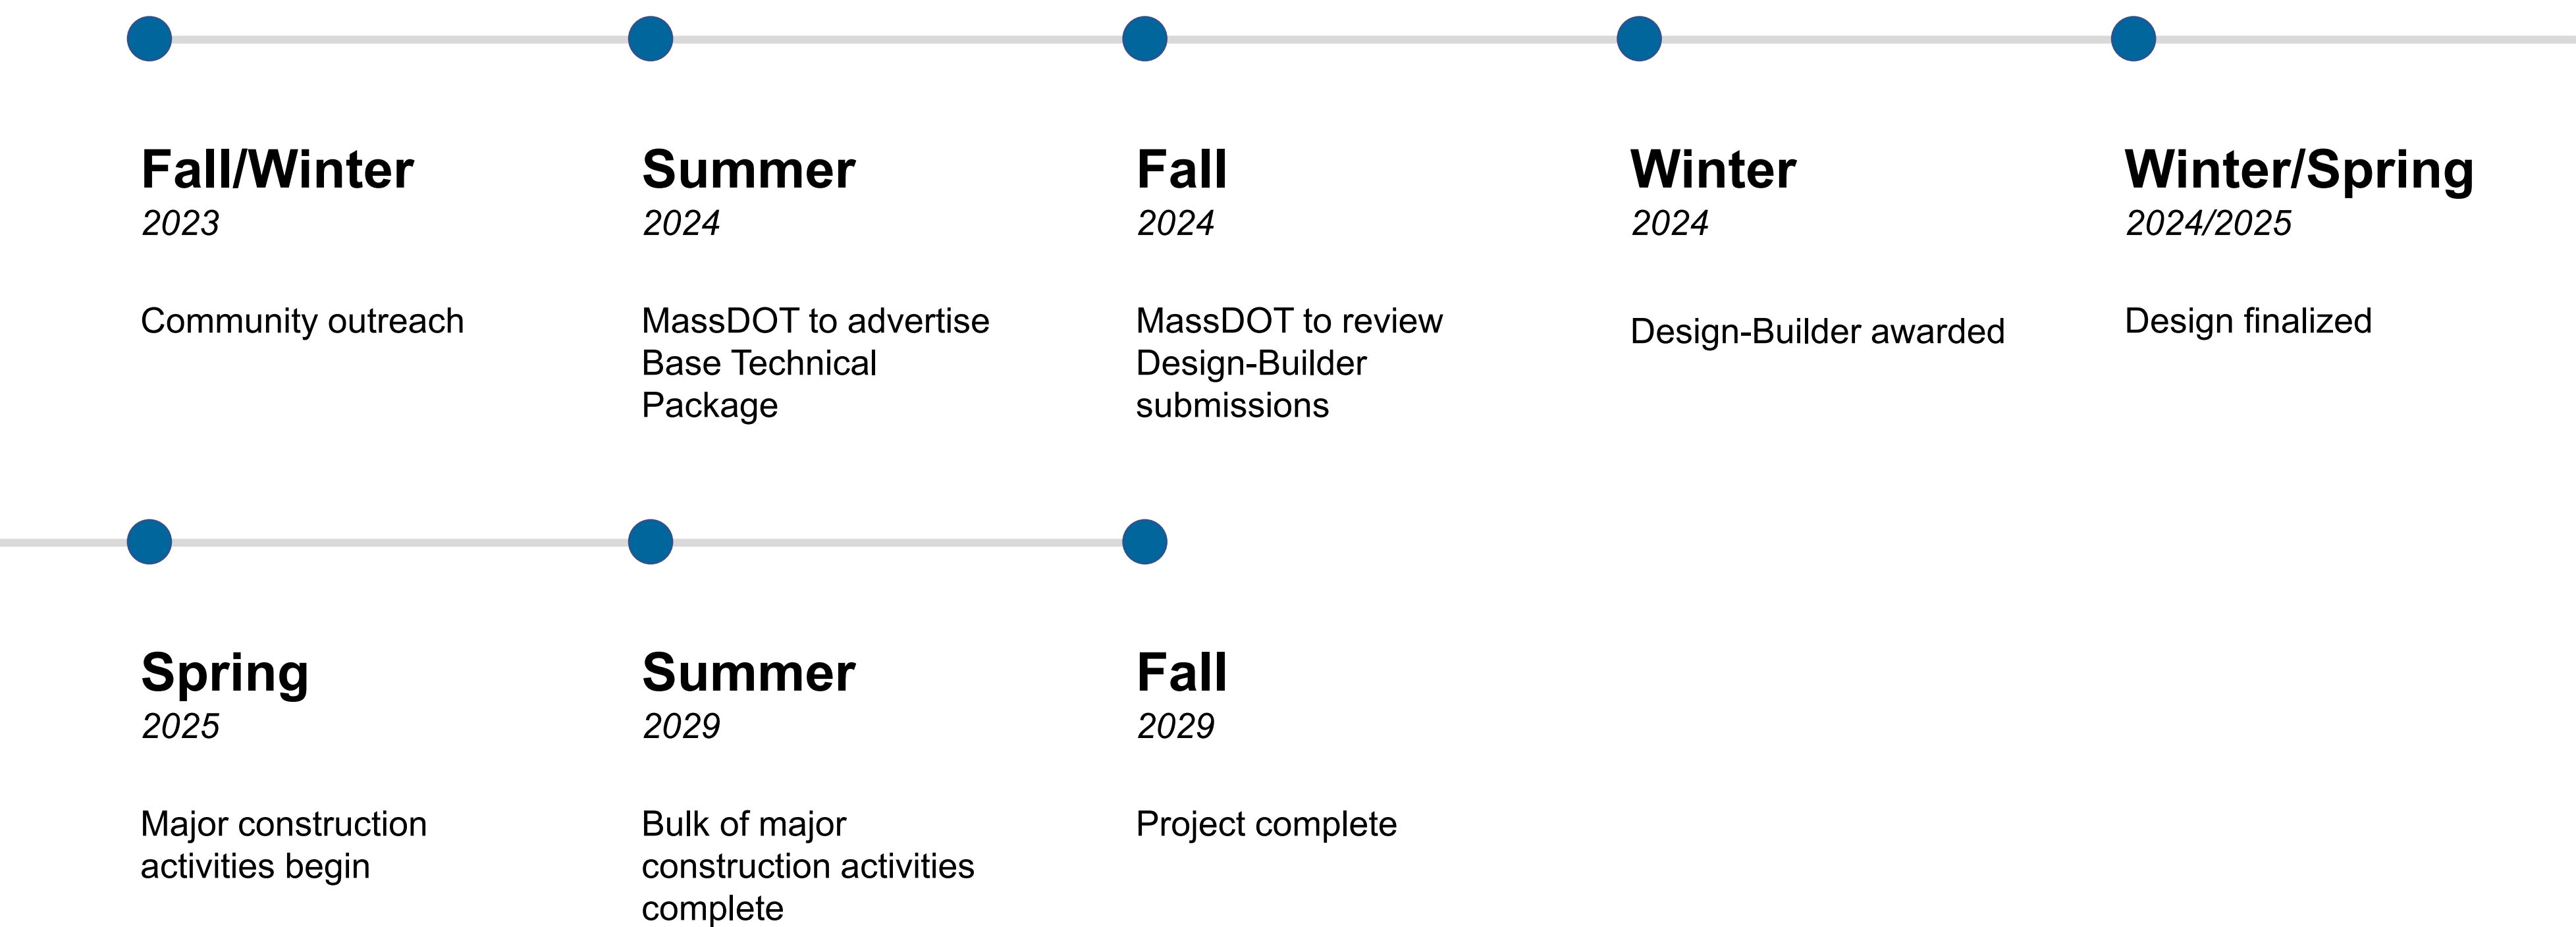 Fall/Winter
2023
Community outreach
Summer
2024
MassDOT to advertise
Base Technical
Package
Fall
2024
MassDOT to review
Design-Builder
submissions
Winter
2024
Design-Builder awarded
Winter/Spring
2024/2025
Design finalized
Spring
2025
Major construction
activities begin
Summer
2029
Bulk of major
construction activities
complete
Fall
2029
Project complete